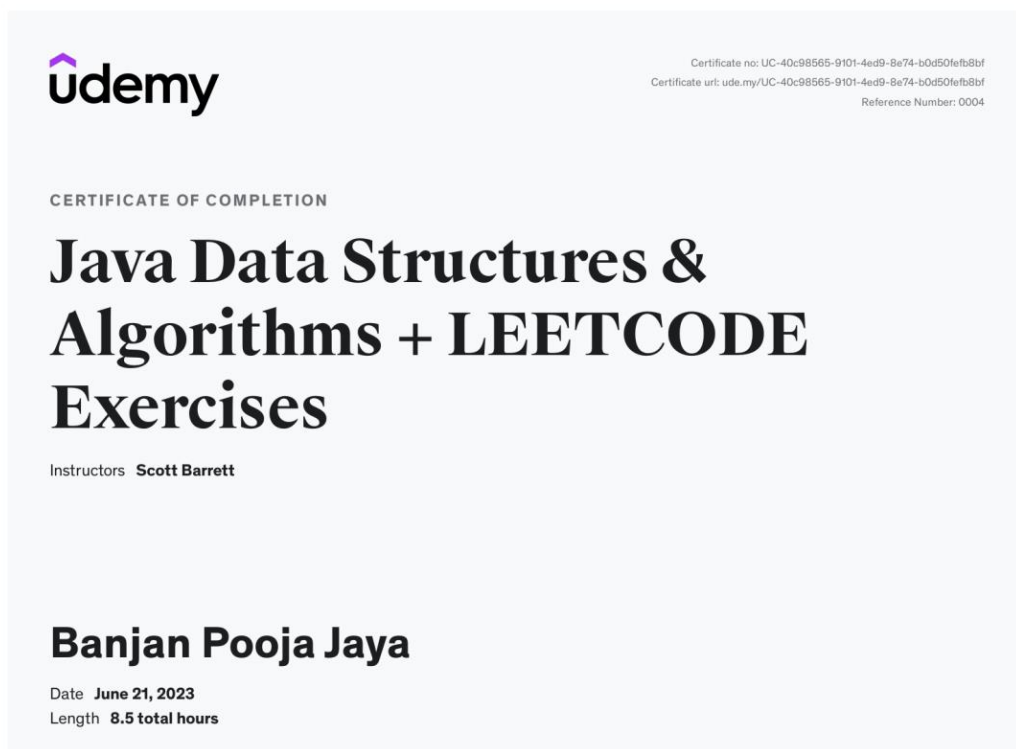 udemy
Certificate no: UC-40c98565-9101-4ed9-8e74-b0d50fefb8bf
Certificate url: ude.my/UC-40c98565-9101-4ed9-8e74-b0d50fefb8bf
Reference Number: 0004
CERTIFICATE OF COMPLETION
Java Data Structures &
Algorithms + LEETCODE
Exercises
Instructors Scott Barrett
Banjan Pooja Jaya
Date June 21, 2023
Length 8.5 total hours